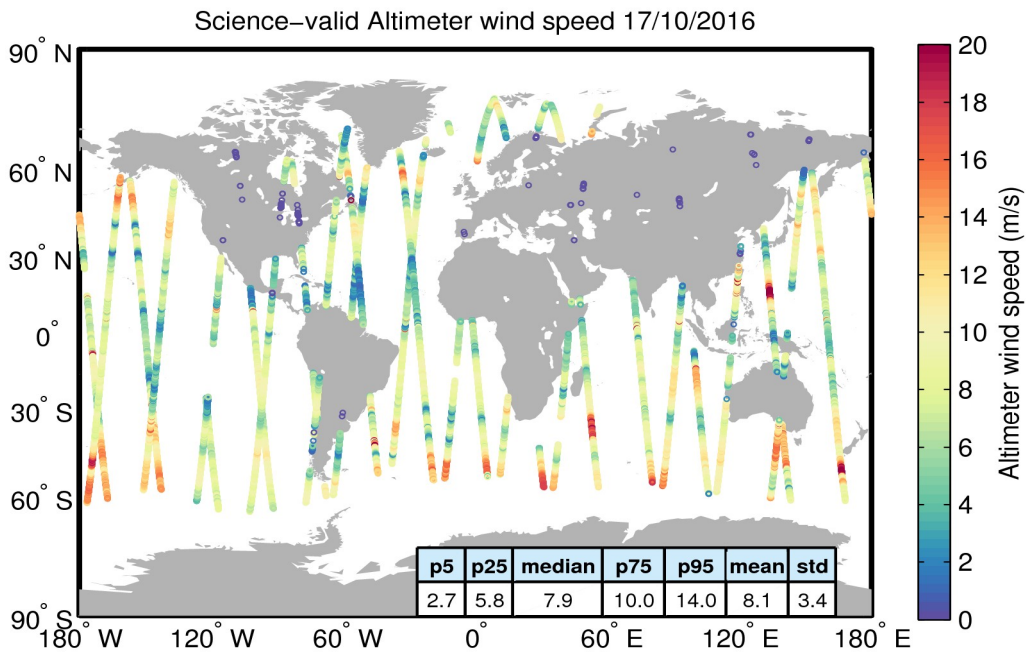 Science−valid Altimeter wind speed 17/10/2016
90° N
60° N
30° N
0°
30° S
60° S
90° S
180° W
120° W
60° W
0°
60° E
120° E
180° E
p5 p25 median p75 p95 mean std
2.7 5.8 7.9 10.0 14.0 8.1 3.4
20
18
16
14
12
10
8
6
4
2
0
Altimeter wind speed (m/s)